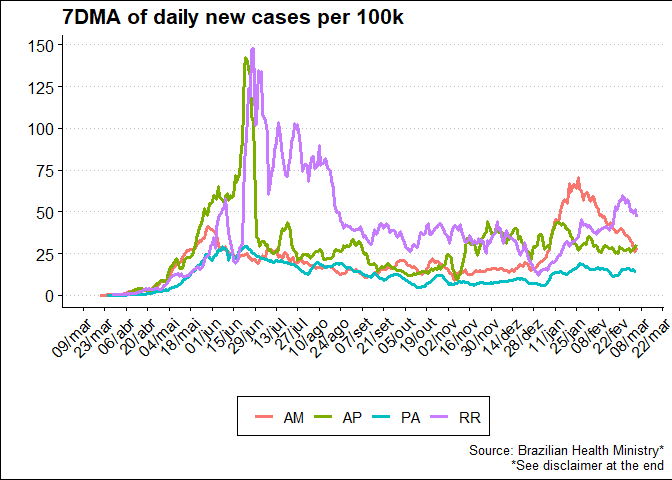 7DMA of daily new cases per 100k
150
125
100
75
50
25
0
09/mar
23/mar
06/abr
20/abr
04/mai
18/mai
01/jun
15/jun
29/jun
13/jul
27/jul
10/ago
24/ago
07/set
21/set
05/out
19/out
02/nov
16/nov
30/nov
14/dez
28/dez
11/jan
25/jan
08/fev
22/fev
08/mar
22/mar
AM AP PA RR
Source: Brazilian Health Ministry*
*See disclaimer at the end